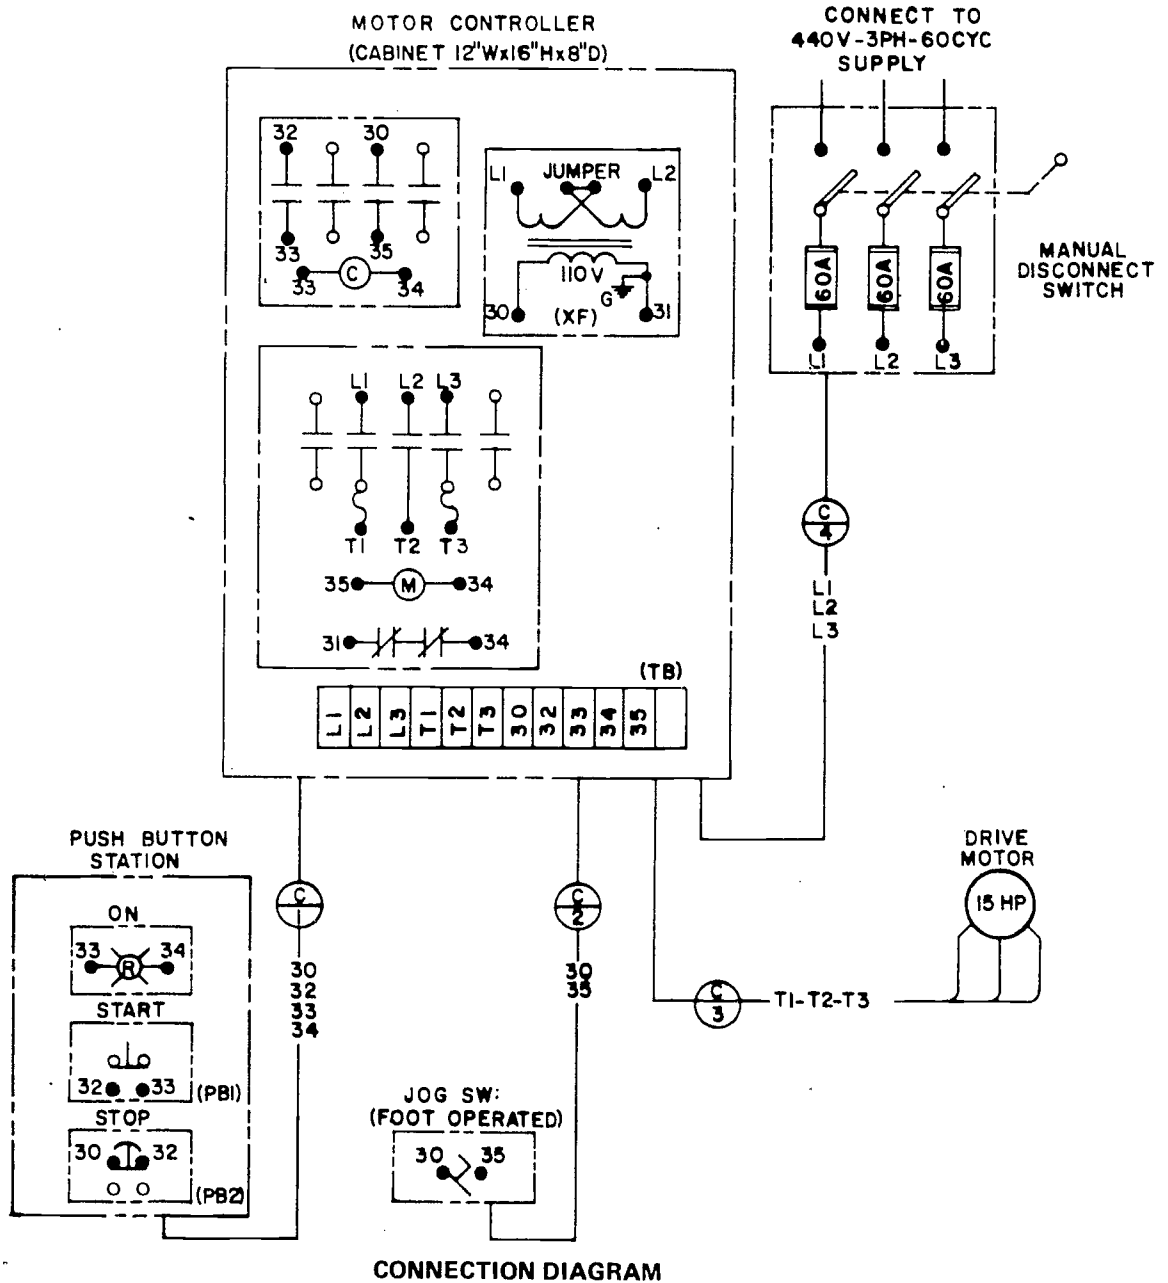 MOTOR CONTROLLER
(CABINET 12"Wx16"Hx8"D)
CONNECT TO
440V-3PH-60CYC
SUPPLY
32 30
33 35
33 C 34
L1 JUMPER L2
110V
G
30 (XF) 31
60A 60A 60A
L1 L2 L3
MANUAL
DISCONNECT
SWITCH
L1 L2 L3
T1 T2 T3
35 M 34
31 34
(TB)
L1 L2 L3 T1 T2 T3 30 32 33 34 35
C
4
L1
L2
L3
PUSH BUTTON
STATION
ON
33 R 34
START
32 33 (PB1)
STOP
30 32
(PB2)
C
1
30
32
33
34
C
2
30
35
JOG SW:
(FOOT OPERATED)
30 35
C
3
T1-T2-T3
DRIVE
MOTOR
15 HP
CONNECTION DIAGRAM